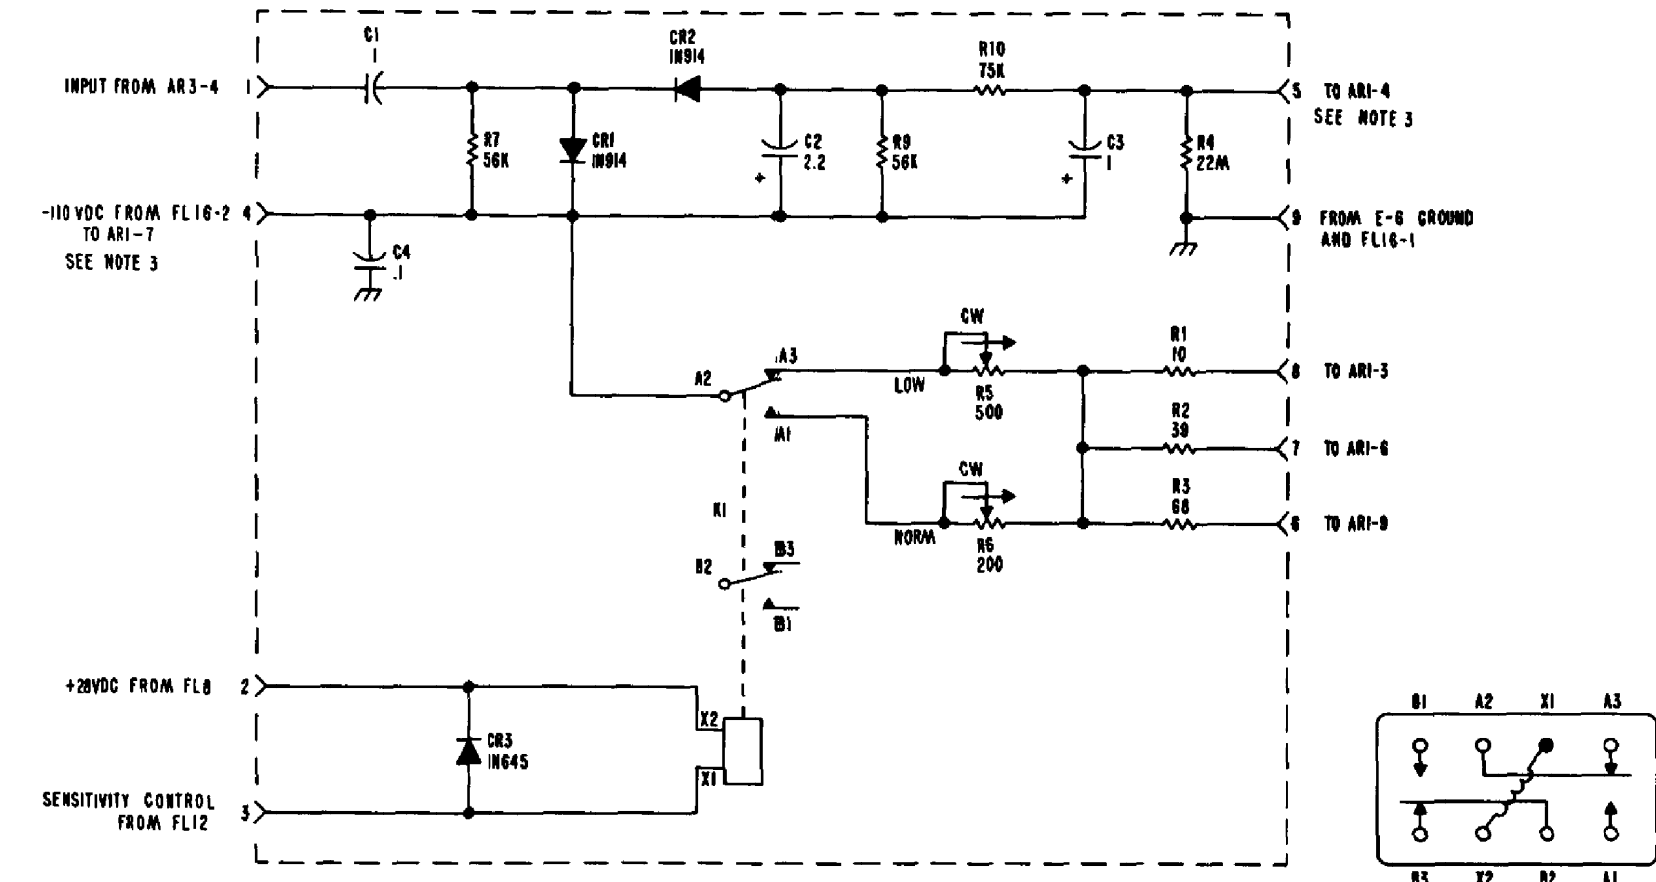 C1
1
CR2
IN914
R10
75K
INPUT FROM AR3-4 1
5 TO AR1-4
SEE NOTE 3
R7
56K
CR1
IN914
C2
2.2
+
R9
56K
C3
1
+
R4
22M
-110 VDC FROM FL16-2 4
TO AR1-7
SEE NOTE 3
9 FROM E-6 GROUND
AND FL16-1
C4
.1
CW
A3
A2
LOW
R5
500
R1
10
8 TO AR1-3
A1
R2
39
7 TO AR1-6
CW
K1
NORM
R6
200
R3
68
6 TO AR1-9
B3
B2
B1
+28VDC FROM FL8 2
X2
CR3
IN645
X1
SENSITIVITY CONTROL 3
FROM FL12
B1 A2 X1 A3
B3 X2 B2 A1